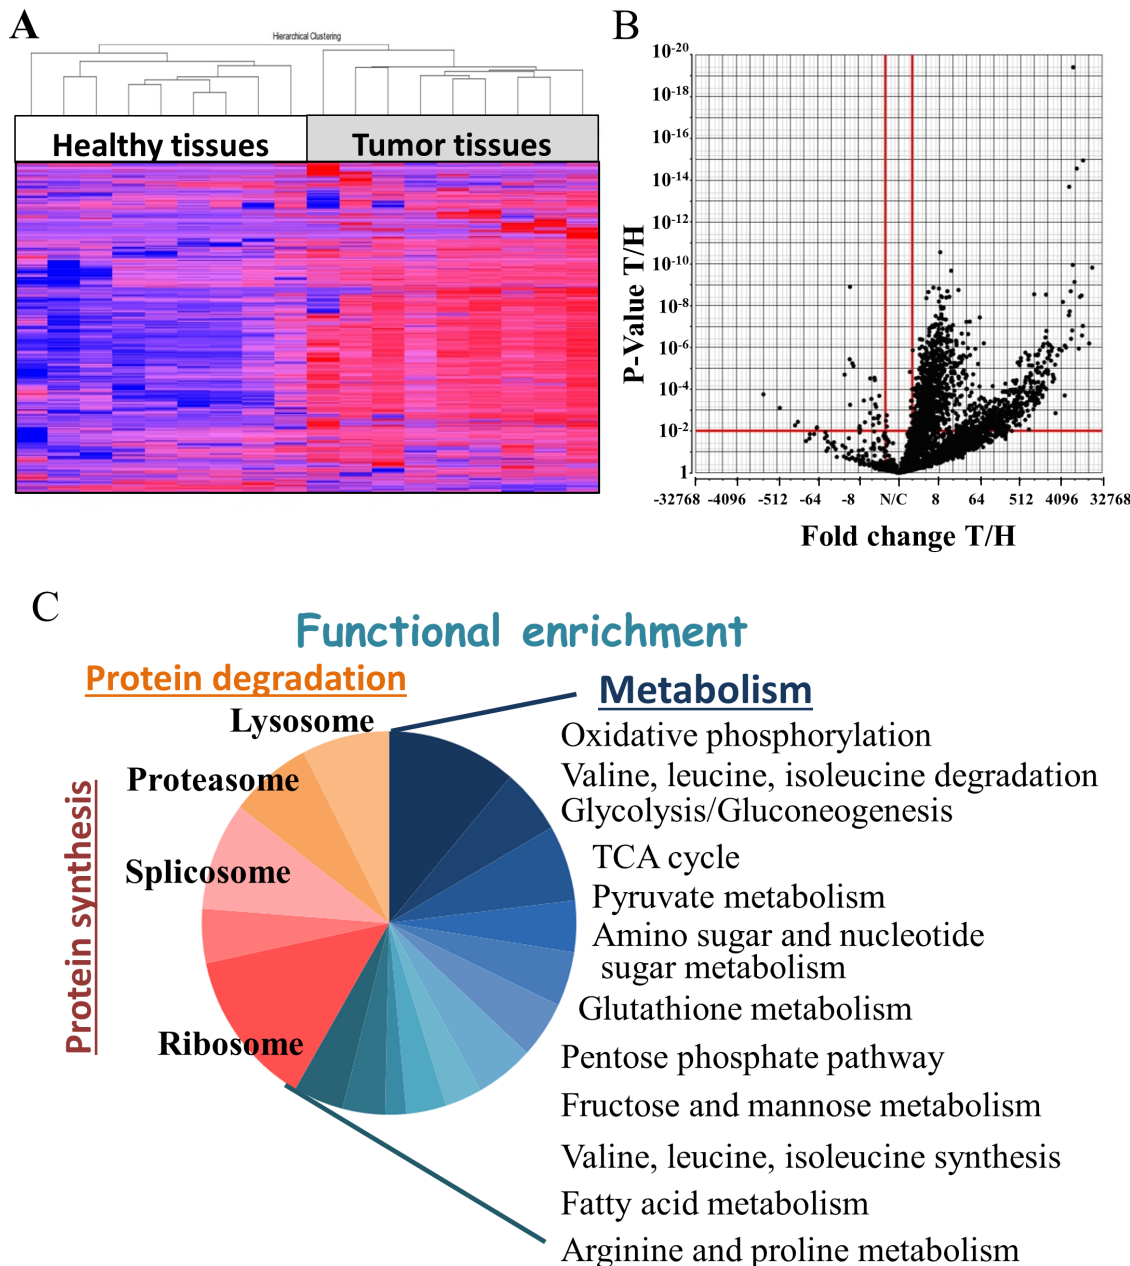 A
Hierarchical Clustering
Healthy tissues
Tumor tissues
B
P-Value T/H
10-20
10-18
10-16
10-14
10-12
10-10
10-8
10-6
10-4
10-2
1
-32768 -4096 -512 -64 -8 N/C 8 64 512 4096 32768
Fold change T/H
C
Functional enrichment
Protein degradation
Lysosome
Proteasome
Protein synthesis
Splicosome
Ribosome
Metabolism
Oxidative phosphorylation
Valine, leucine, isoleucine degradation
Glycolysis/Gluconeogenesis
TCA cycle
Pyruvate metabolism
Amino sugar and nucleotide
sugar metabolism
Glutathione metabolism
Pentose phosphate pathway
Fructose and mannose metabolism
Valine, leucine, isoleucine synthesis
Fatty acid metabolism
Arginine and proline metabolism